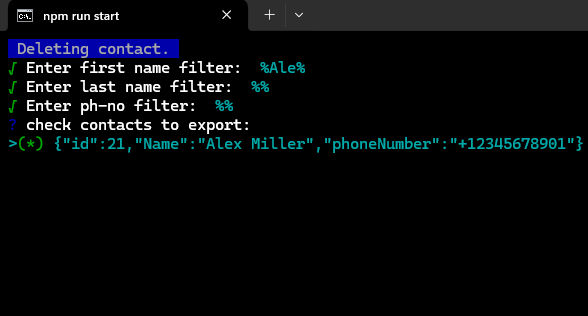 npm run start
Deleting contact.
√ Enter first name filter:  %Ale%
√ Enter last name filter:  %%
√ Enter ph-no filter:  %%
? check contacts to export:
>(*) {"id":21,"Name":"Alex Miller","phoneNumber":"+12345678901"}